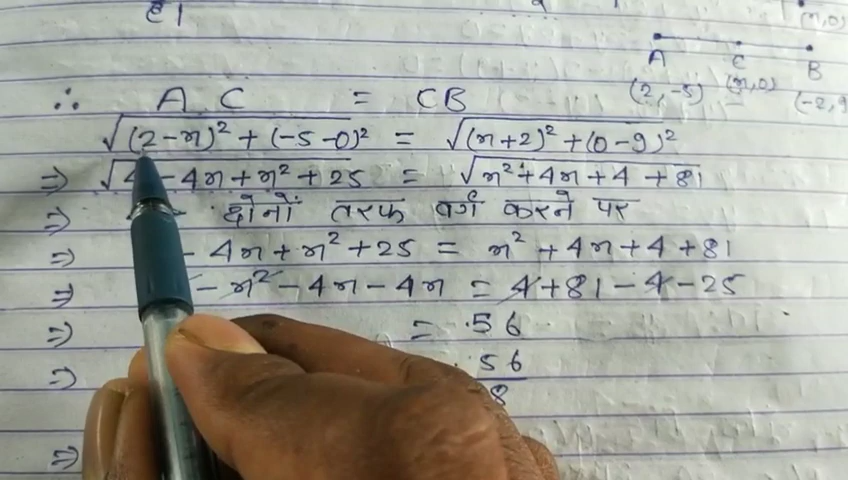 A C B
(2,-5) (x,0) (-2,9
∴ A C = CB
√(2-x)² + (-5-0)² = √(x+2)² + (0-9)²
⇒ √4-4x+x²+25 = √x²+4x+4+81
⇒ दोनों तरफ वर्ग करने पर
⇒ - 4x + x² + 25 = x² + 4x + 4 + 81
⇒ - x² - 4x - 4x = 4 + 81 - 4 - 25
⇒ = 56
⇒ 56
8
⇒